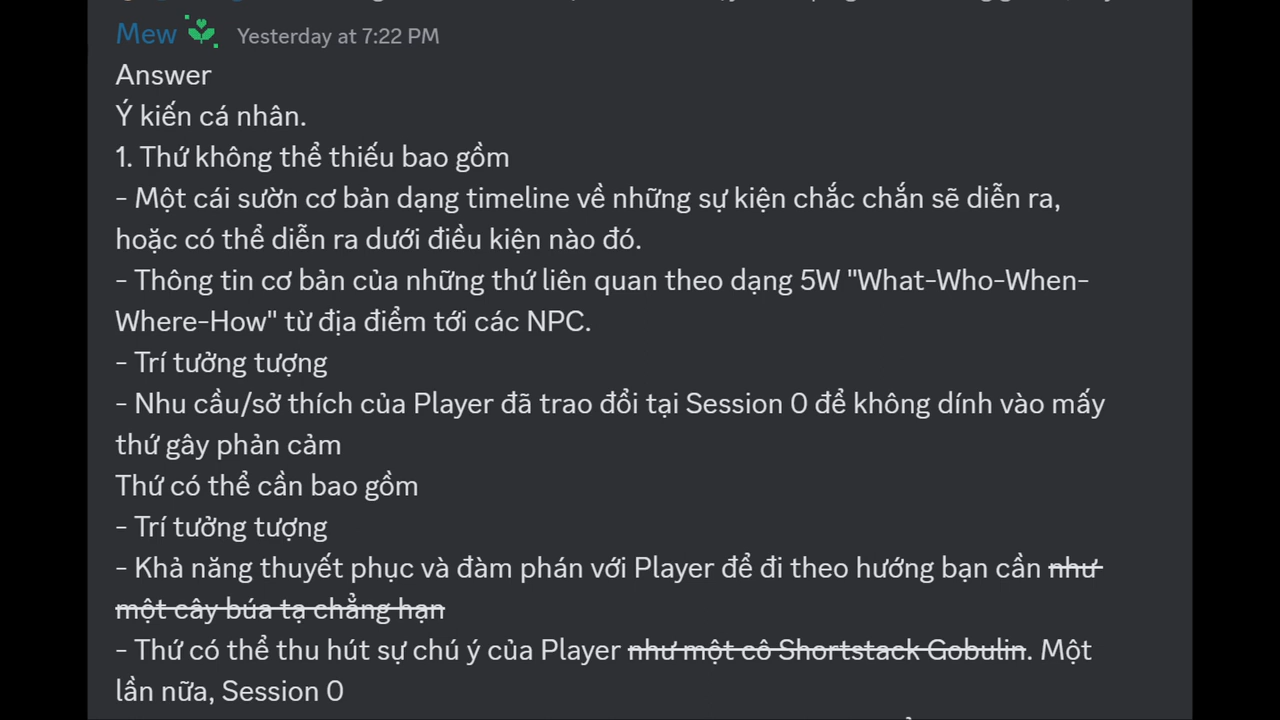 Mew Yesterday at 7:22 PM
Answer
Ý kiến cá nhân.
1. Thứ không thể thiếu bao gồm
- Một cái sườn cơ bản dạng timeline về những sự kiện chắc chắn sẽ diễn ra,
hoặc có thể diễn ra dưới điều kiện nào đó.
- Thông tin cơ bản của những thứ liên quan theo dạng 5W "What-Who-When-
Where-How" từ địa điểm tới các NPC.
- Trí tưởng tượng
- Nhu cầu/sở thích của Player đã trao đổi tại Session 0 để không dính vào mấy
thứ gây phản cảm
Thứ có thể cần bao gồm
- Trí tưởng tượng
- Khả năng thuyết phục và đàm phán với Player để đi theo hướng bạn cần như
một cây búa tạ chẳng hạn
- Thứ có thể thu hút sự chú ý của Player như một cô Shortstack Gobulin. Một
lần nữa, Session 0